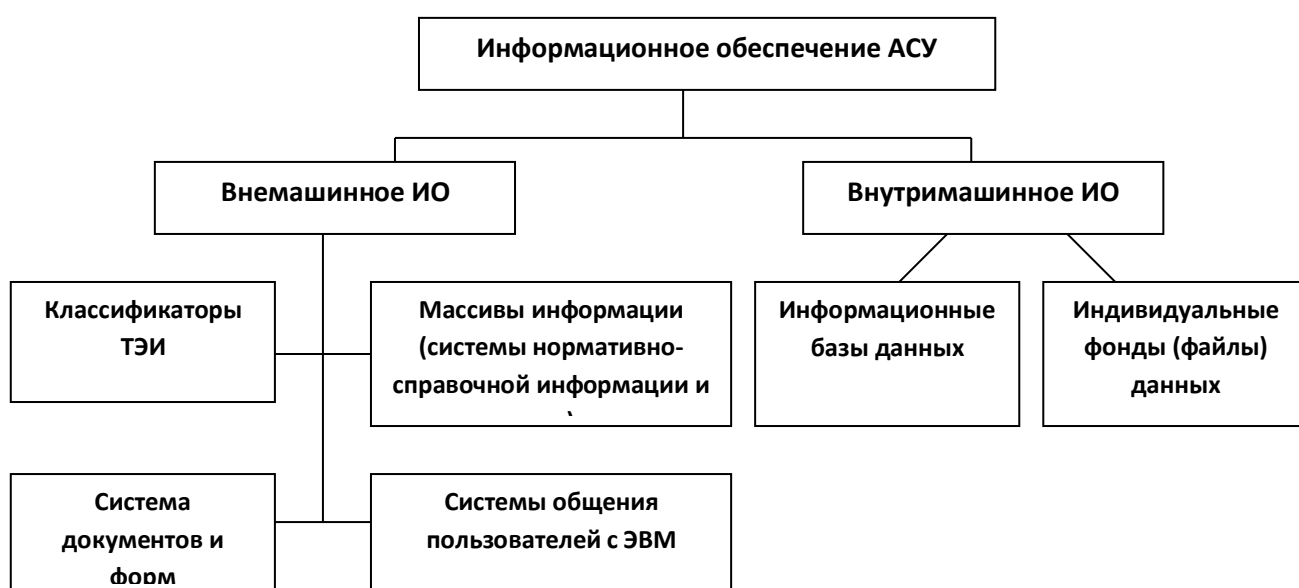 Информационное обеспечение АСУ
Внемашинное ИО
Внутримашинное ИО
Классификаторы
ТЭИ
Массивы информации
(системы нормативно-
справочной информации и
Информационные
базы данных
Индивидуальные
фонды (файлы)
данных
Система
документов и
форм
Системы общения
пользователей с ЭВМ